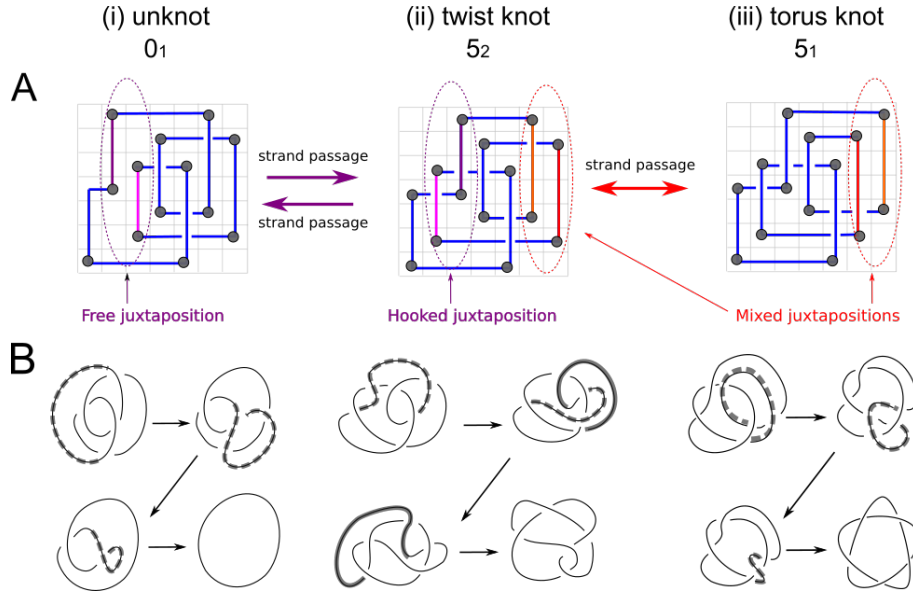 (i) unknot
(ii) twist knot
(iii) torus knot
0₁
5₂
5₁
A
strand passage
strand passage
strand passage
Free juxtaposition
Hooked juxtaposition
Mixed juxtapositions
B